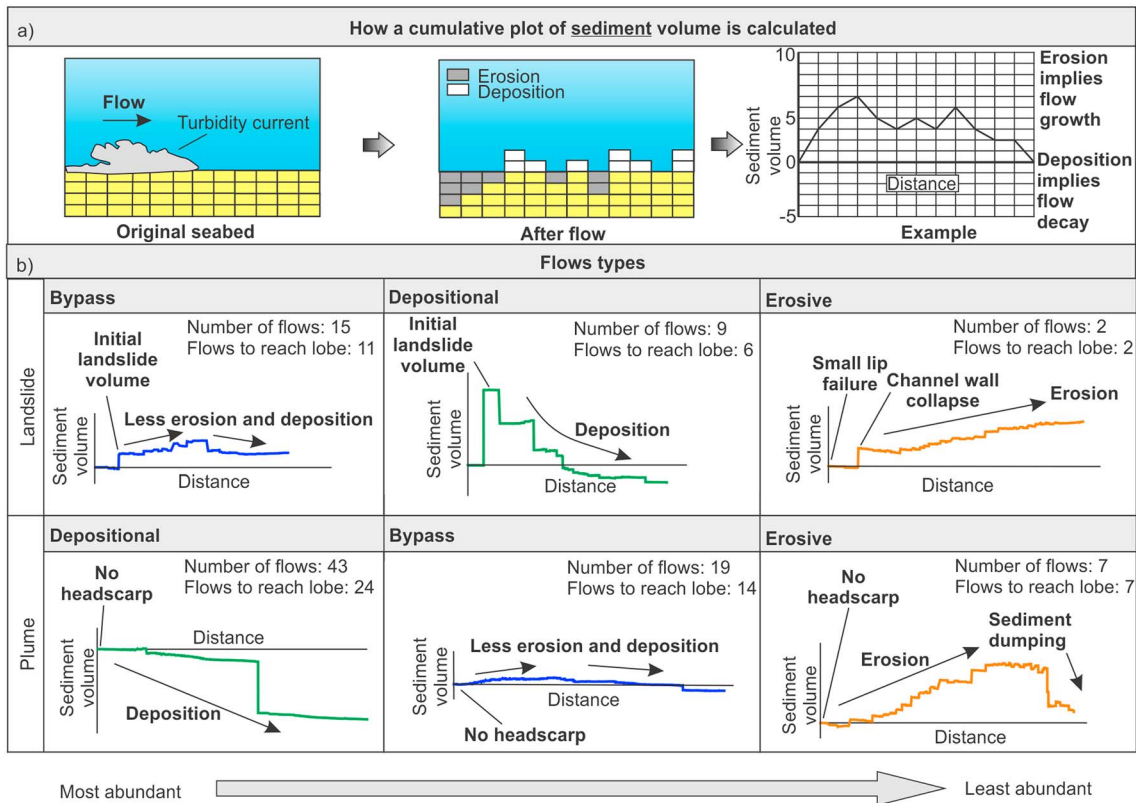 a)
How a cumulative plot of sediment volume is calculated
Flow
Turbidity current
Original seabed
Erosion
Deposition
After flow
10
5
0
-5
Sediment
volume
Distance
Example
Erosion
implies
flow
growth
Deposition
implies
flow
decay
b)
Flows types
Landslide
Bypass
Number of flows: 15
Flows to reach lobe: 11
Initial
landslide
volume
Less erosion and deposition
Sediment
volume
Distance
Depositional
Number of flows: 9
Flows to reach lobe: 6
Initial
landslide
volume
Deposition
Sediment
volume
Distance
Erosive
Number of flows: 2
Flows to reach lobe: 2
Small lip
failure
Channel wall
collapse
Erosion
Sediment
volume
Distance
Plume
Depositional
Number of flows: 43
Flows to reach lobe: 24
No
headscarp
Distance
Sediment
volume
Deposition
Bypass
Number of flows: 19
Flows to reach lobe: 14
Less erosion and deposition
Sediment
volume
Distance
No headscarp
Erosive
Number of flows: 7
Flows to reach lobe: 7
No
headscarp
Sediment
dumping
Erosion
Sediment
volume
Distance
Most abundant
Least abundant